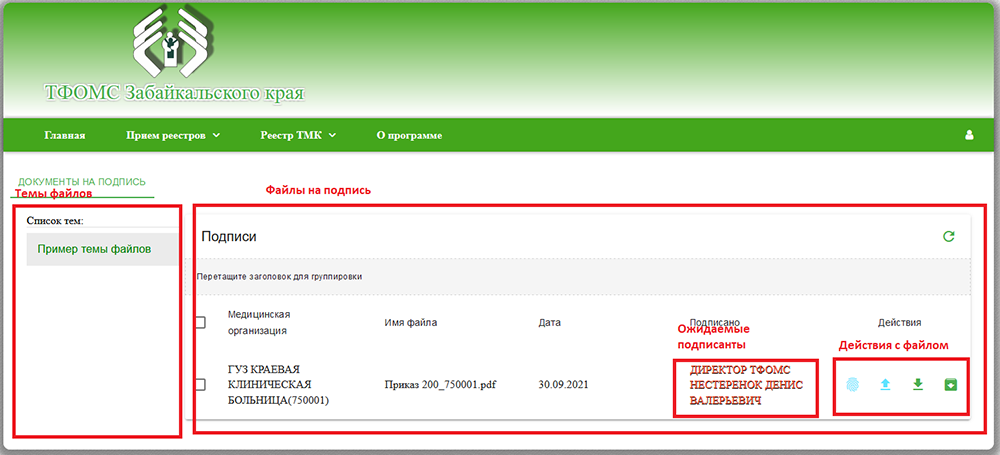 ТФОМС Забайкальского края
Главная Прием реестров Реестр ТМК О программе
ДОКУМЕНТЫ НА ПОДПИСЬ
Темы файлов
Файлы на подпись
Список тем:
Пример темы файлов
Подписи
Перетащите заголовок для группировки
Медицинская
организация
Имя файла
Дата
Подписано
Действия
Ожидаемые
подписанты
Действия с файлом
ГУЗ КРАЕВАЯ
КЛИНИЧЕСКАЯ
БОЛЬНИЦА(750001)
Приказ 200_750001.pdf
30.09.2021
ДИРЕКТОР ТФОМС
НЕСТЕРЕНОК ДЕНИС
ВАЛЕРЬЕВИЧ